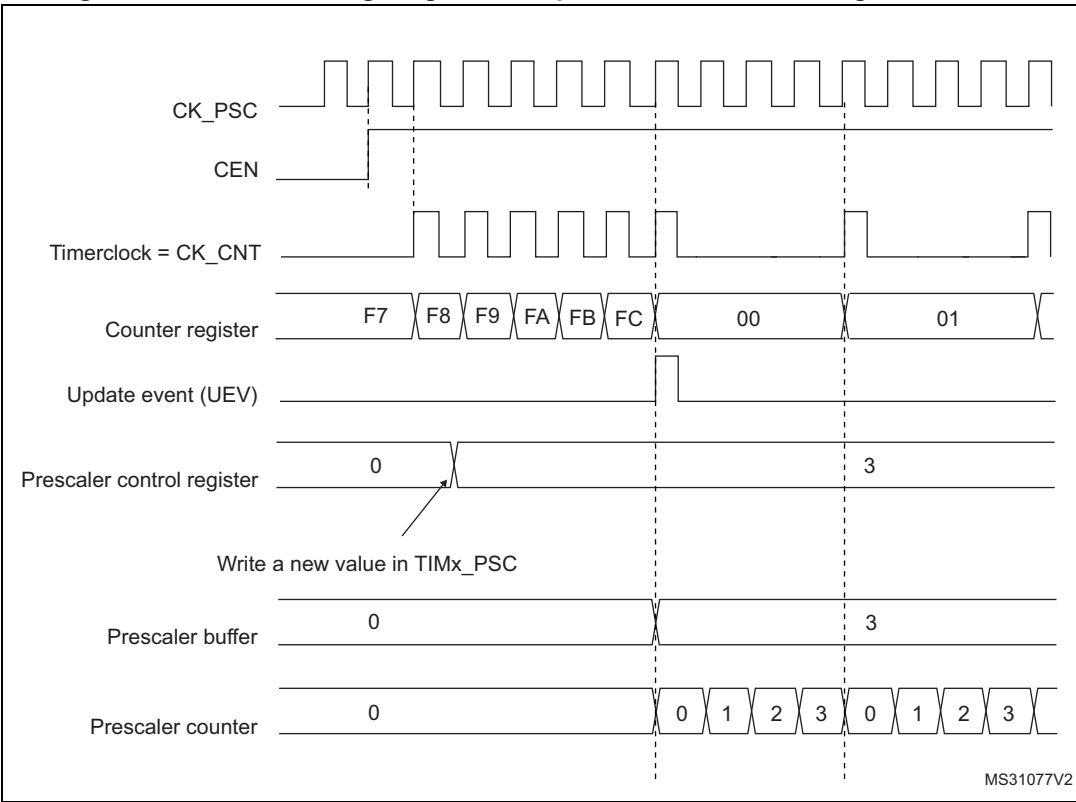 CK_PSC
CEN
Timerclock = CK_CNT
Counter register F7 F8 F9 FA FB FC 00 01
Update event (UEV)
Prescaler control register 0 3
Write a new value in TIMx_PSC
Prescaler buffer 0 3
Prescaler counter 0 0 1 2 3 0 1 2 3
MS31077V2